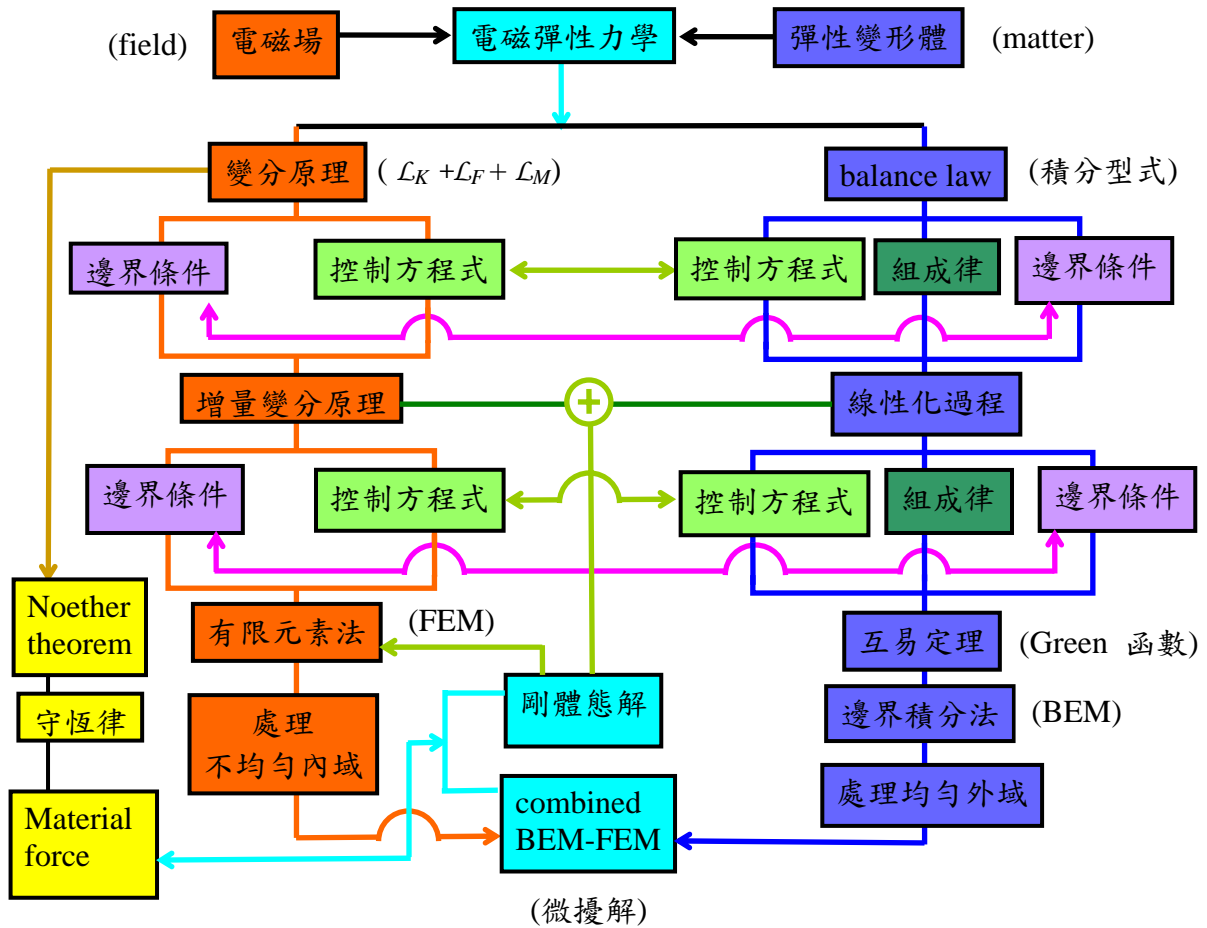 (field)
電磁場
電磁彈性力學
彈性變形體
(matter)
變分原理
( ℒK +ℒF + ℒM)
balance law
(積分型式)
邊界條件
控制方程式
控制方程式
組成律
邊界條件
增量變分原理
+
線性化過程
邊界條件
控制方程式
控制方程式
組成律
邊界條件
Noether
theorem
有限元素法
(FEM)
互易定理
(Green 函數)
守恆律
處理
不均勻內域
剛體態解
邊界積分法
(BEM)
Material
force
combined
BEM-FEM
處理均勻外域
(微擾解)